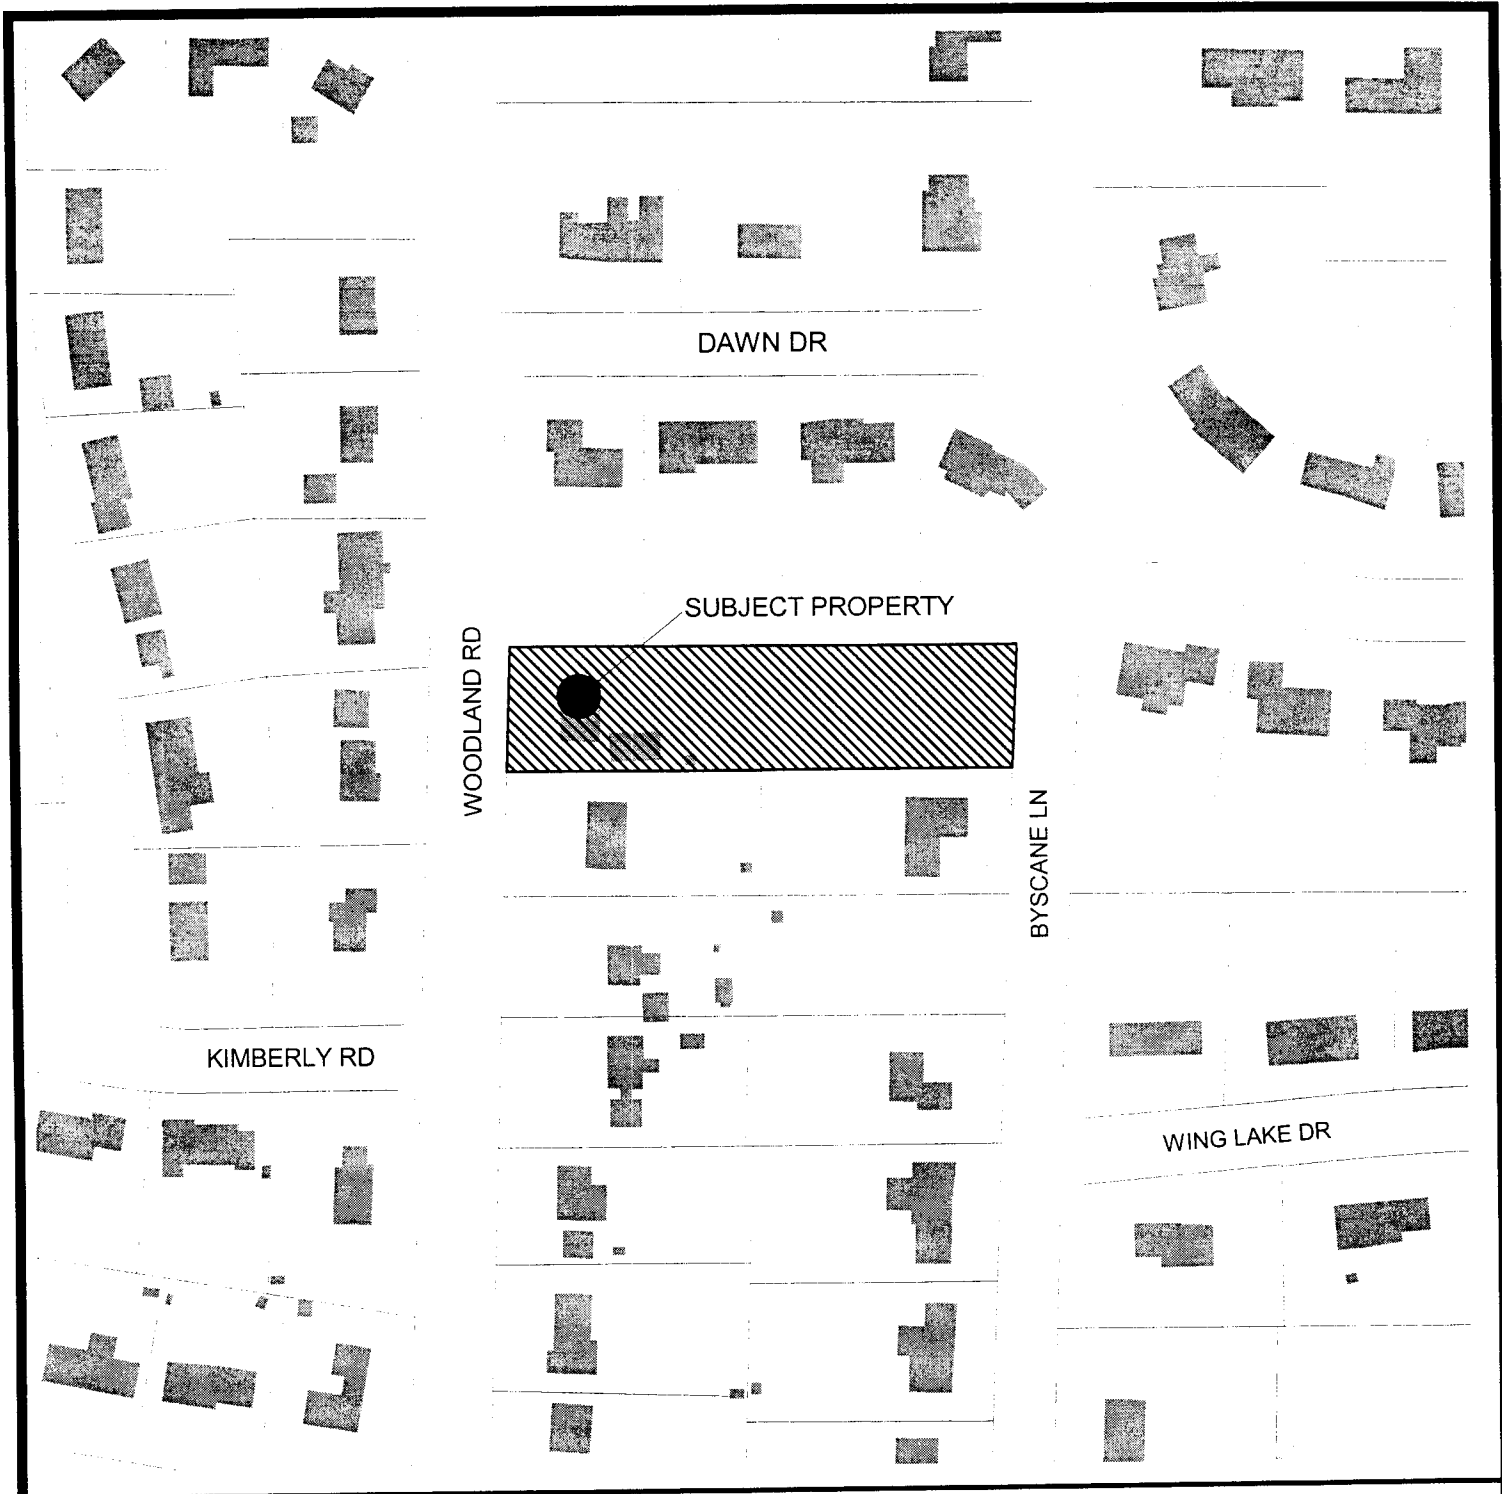 DAWN DR
SUBJECT PROPERTY
WOODLAND RD
BYSCANE LN
KIMBERLY RD
WING LAKE DR